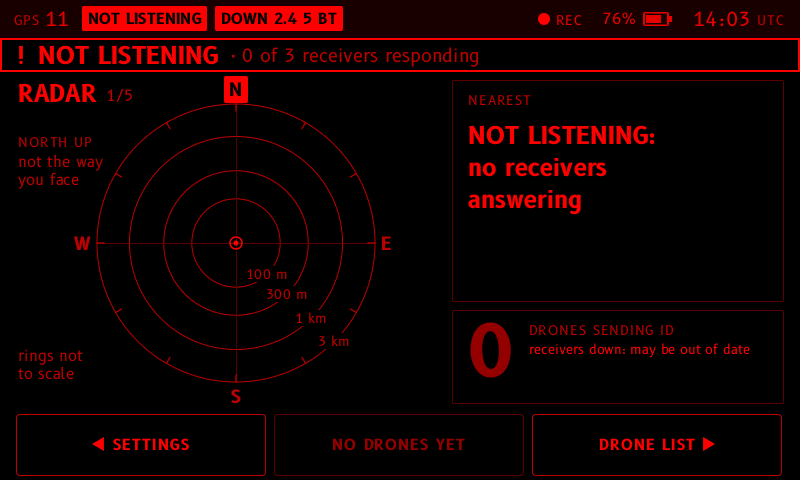 GPS 11 NOT LISTENING DOWN 2.4 5 BT REC 76% 14:03 UTC
! NOT LISTENING · 0 of 3 receivers responding
RADAR 1/5
N
NORTH UP
not the way
you face
W
E
100 m
300 m
1 km
3 km
rings not
to scale
S
NEAREST
NOT LISTENING:
no receivers
answering
0
DRONES SENDING ID
receivers down: may be out of date
SETTINGS
NO DRONES YET
DRONE LIST